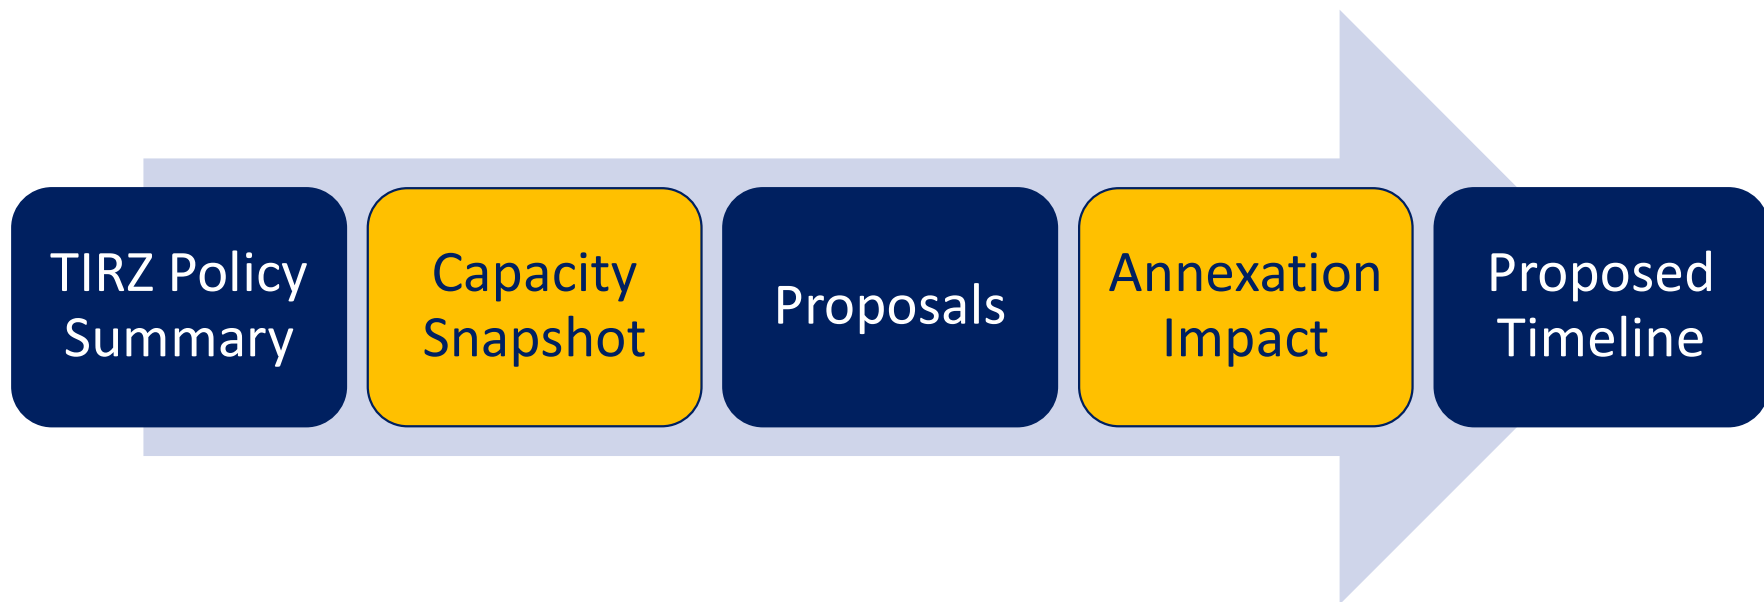 TIRZ Policy
Summary
Capacity
Snapshot
Proposals
Annexation
Impact
Proposed
Timeline